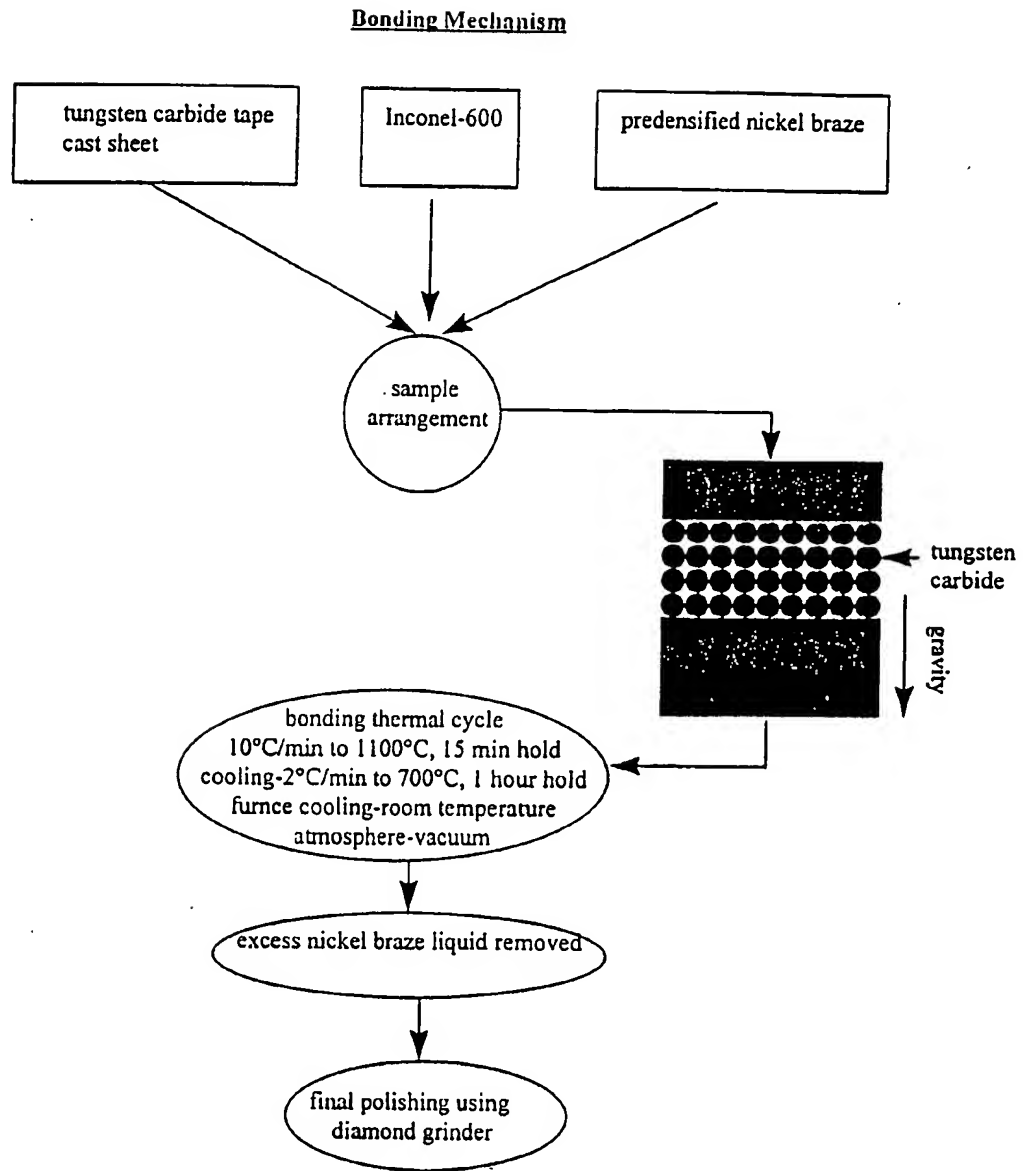 Bonding Mechanism
tungsten carbide tape
cast sheet
Inconel-600
predensified nickel braze
sample
arrangement
tungsten
carbide
gravity
bonding thermal cycle
10°C/min to 1100°C, 15 min hold
cooling-2°C/min to 700°C, 1 hour hold
furnce cooling-room temperature
atmosphere-vacuum
excess nickel braze liquid removed
final polishing using
diamond grinder